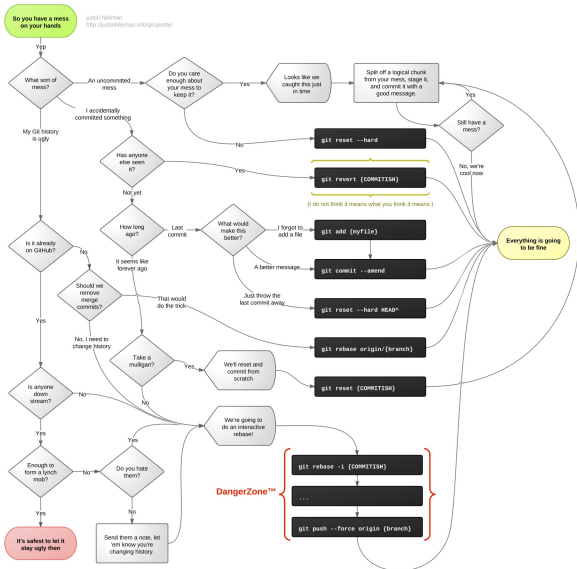 So you have a mess
on your hands
justin hileman
http://justinhileman.info/git-pretty/
Yep
What sort of
mess?
An uncommitted
mess
Do you care
enough about
your mess to
keep it?
Yes
Looks like we
caught this just
in time
Split off a logical chunk
from your mess, stage it,
and commit it with a
good message.
Yes
Still have a
mess?
No, we're
cool now
I accidentally
committed something
My Git history
is ugly
No
git reset --hard
Has anyone
else seen
it?
Yes
git revert {COMMITISH}
(I do not think it means what you think it means.)
Not yet
How long
ago?
Last
commit
What would
make this
better?
I forgot to
add a file
git add {myfile}
Everything is going
to be fine
A better message
git commit --amend
Just throw the
last commit away
git reset --hard HEAD^
Is it already
on GitHub?
No
It seems like
forever ago
Should we
remove
merge
commits?
That would
do the trick
git rebase origin/{branch}
Yes
No, I need to
change history
Take a
mulligan?
Yes
We'll reset and
commit from
scratch
git reset {COMMITISH}
No
Is anyone
down
stream?
No
We're going to
do an interactive
rebase!
Yes
Yes
Enough to
form a lynch
mob?
No
Do you hate
them?
DangerZone™
git rebase -i {COMMITISH}
...
git push --force origin {branch}
Yes
No
It's safest to let it
stay ugly then
Send them a note, let
'em know you're
changing history.